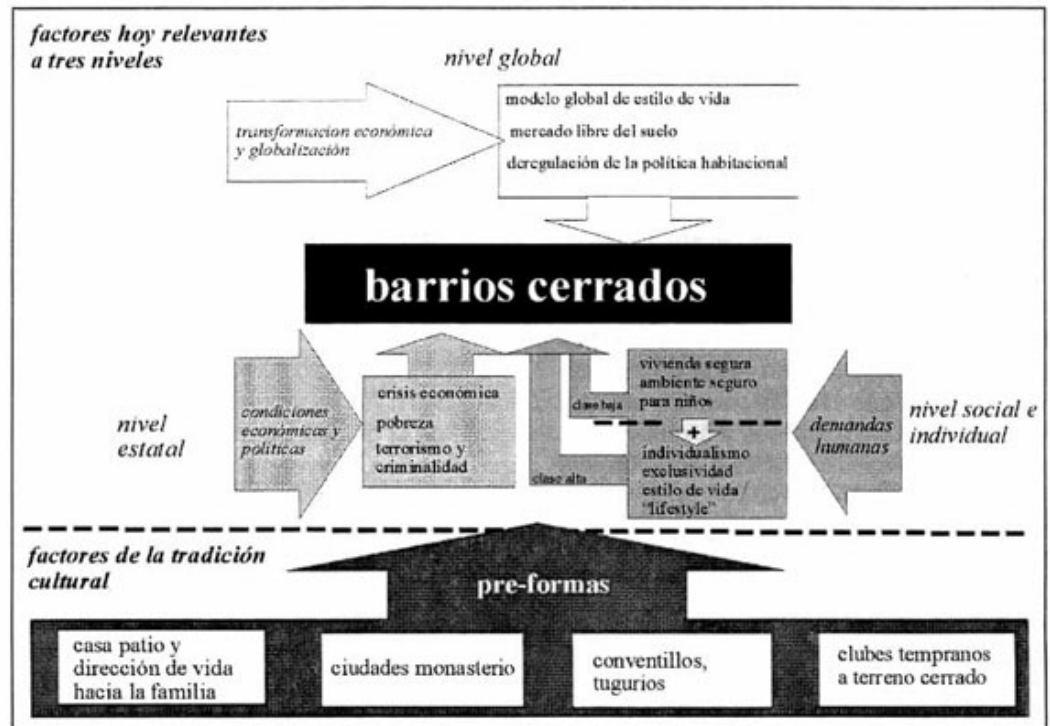 factores hoy relevantes
a tres niveles
nivel global
transformacion económica
y globalización
modelo global de estilo de vida
mercado libre del suelo
deregulación de la política habitacional
barrios cerrados
nivel
estatal
condiciones
económicas y
políticas
crisis económica
pobreza
terrorismo y
criminalidad
clase baja
clase alta
vivienda segura
ambiente seguro
para niños
+
individualismo
exclusividad
estilo de vida /
"lifestyle"
demandas
humanas
nivel social e
individual
factores de la tradición
cultural
pre-formas
casa patio y
dirección de vida
hacia la familia
ciudades monasterio
conventillos,
tugurios
clubes tempranos
a terreno cerrado